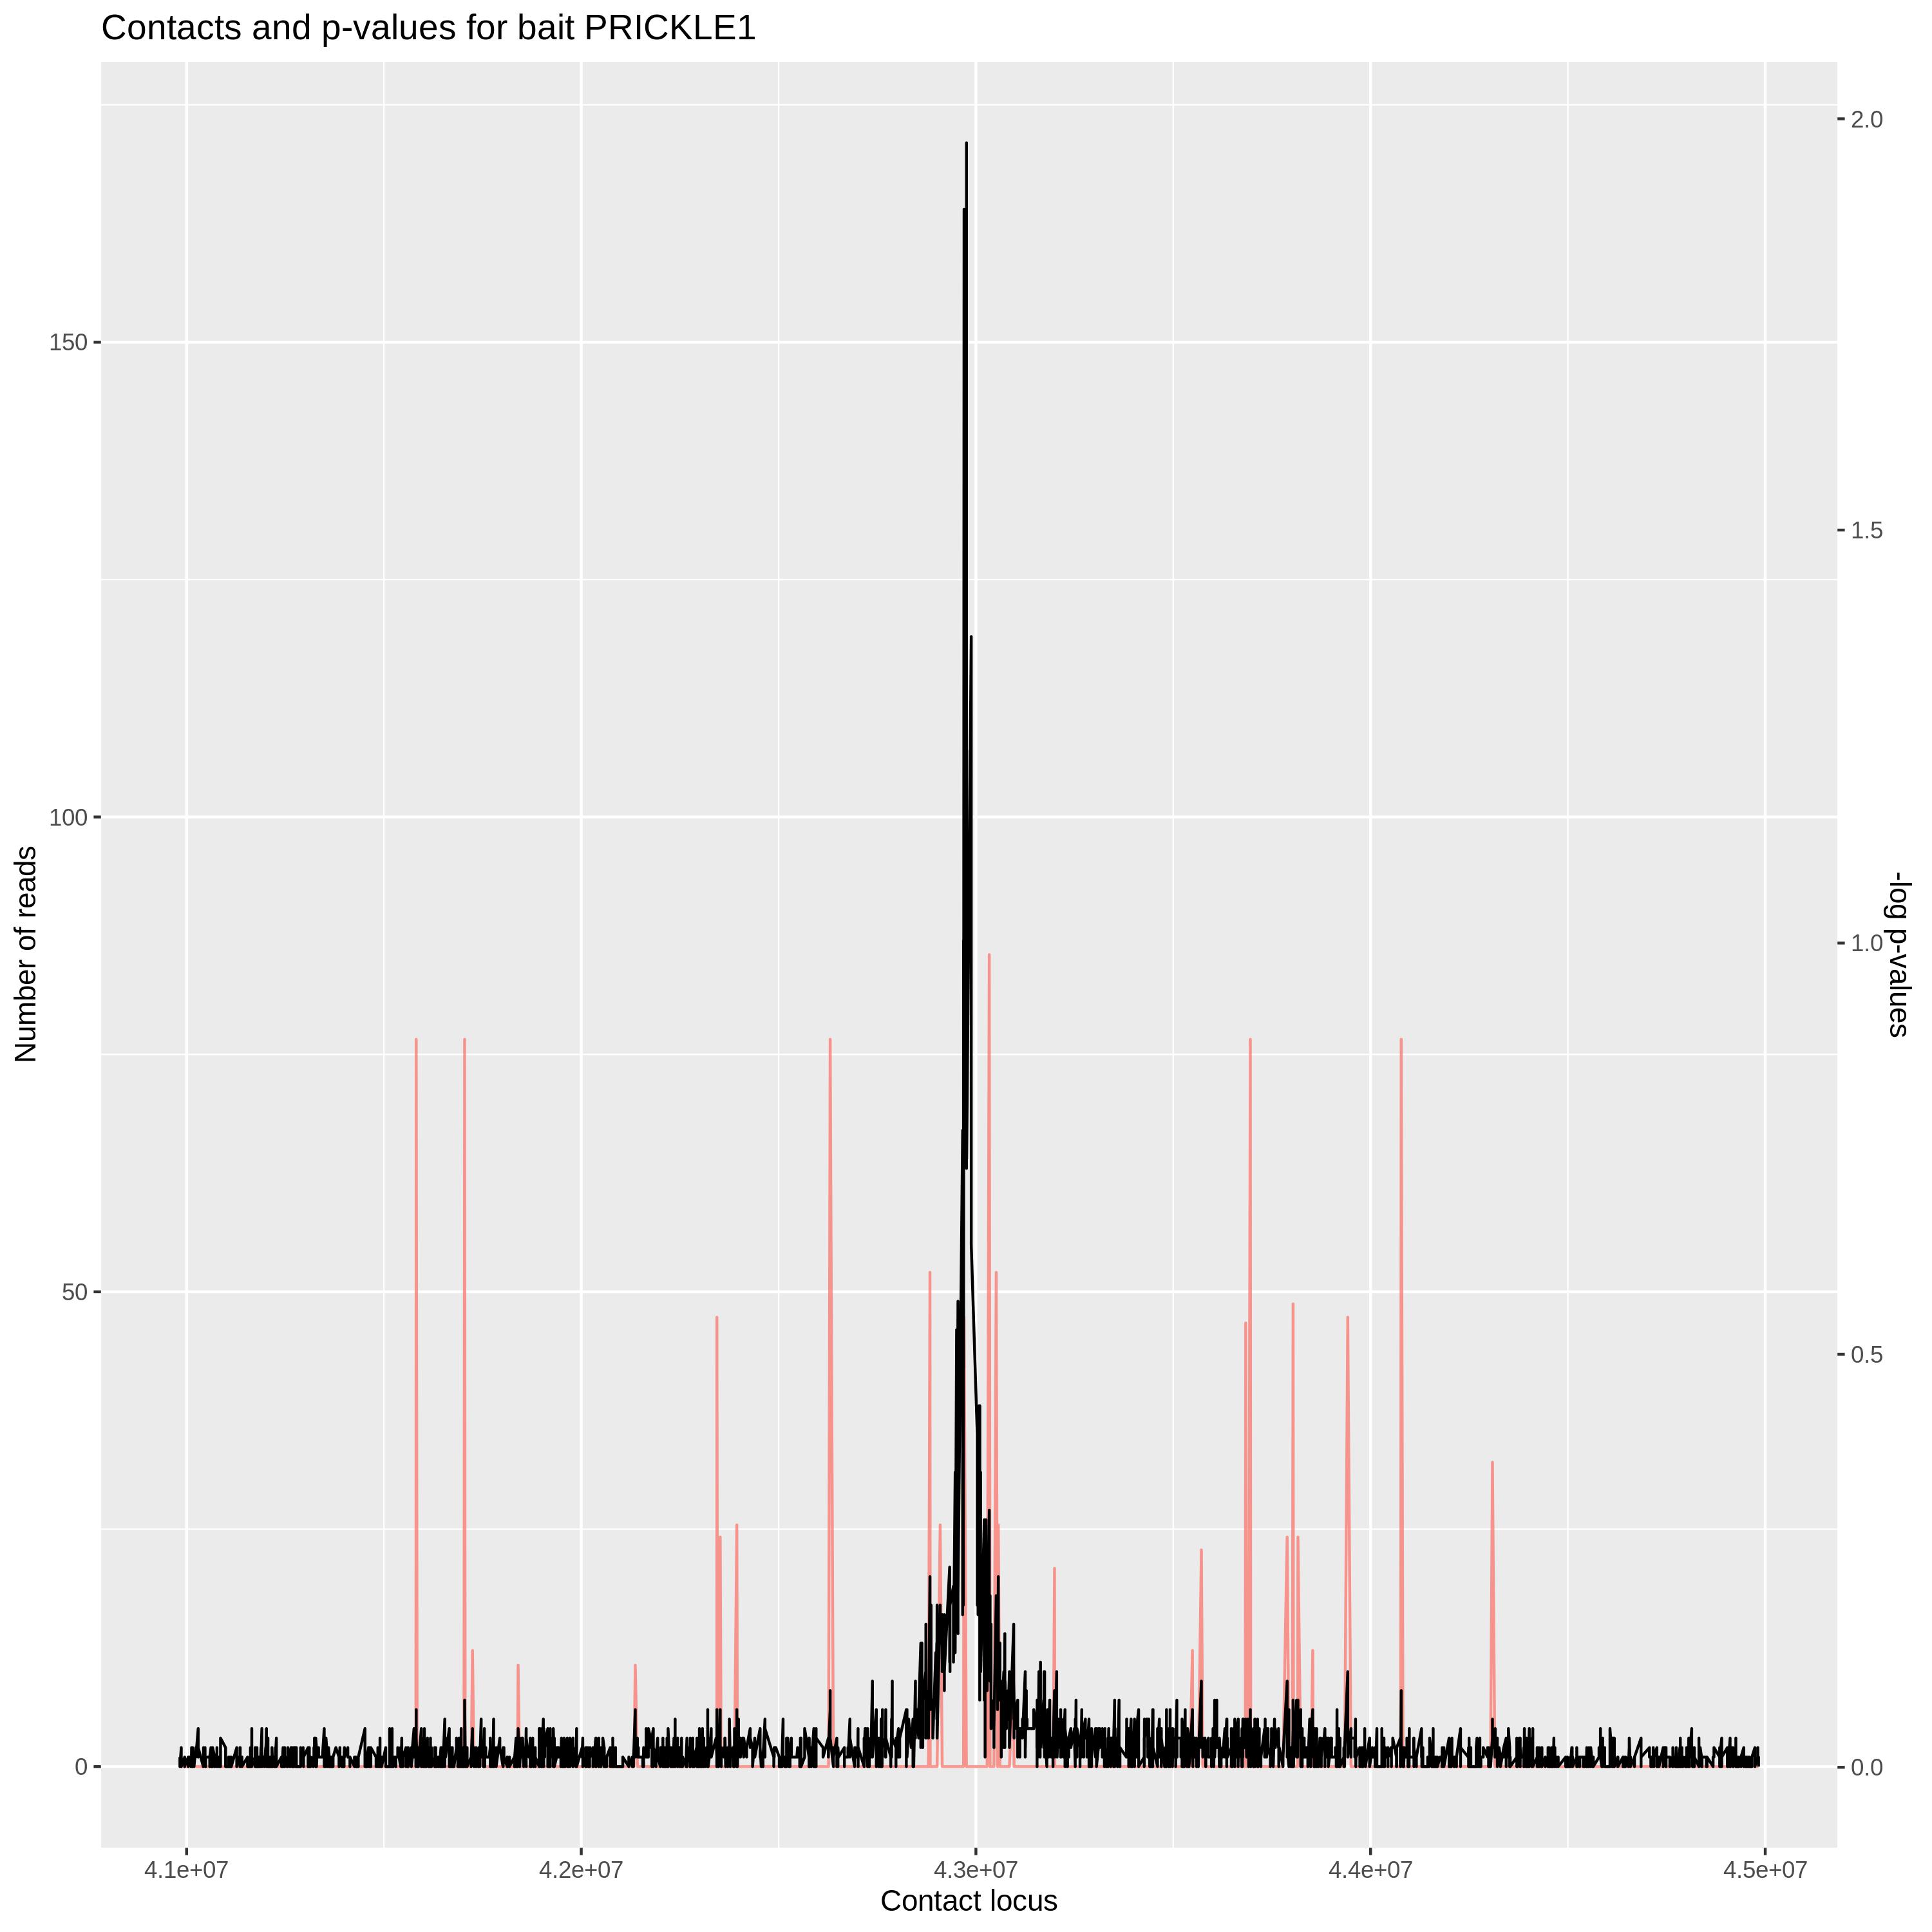 Contacts and p-values for bait PRICKLE1
Number of reads
150
100
50
0
2.0
1.5
1.0
0.5
0.0
-log p-values
4.1e+07
4.2e+07
4.3e+07
4.4e+07
4.5e+07
Contact locus